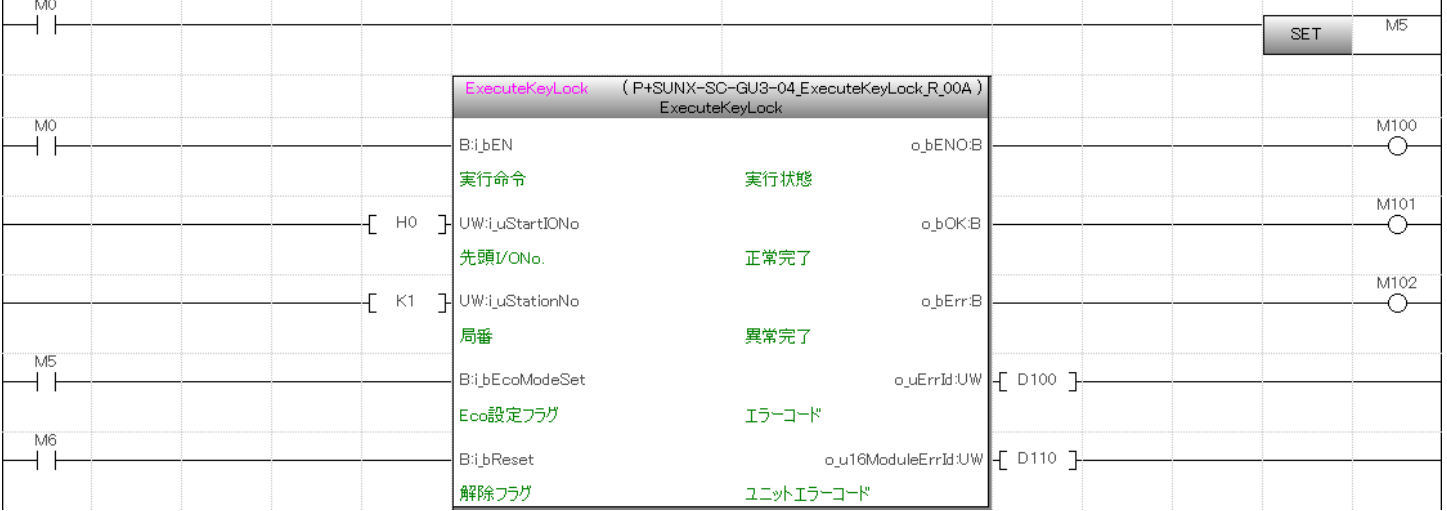 M0
SET M5
ExecuteKeyLock (P+SUNX-SC-GU3-04_ExecuteKeyLock_R_00A)
ExecuteKeyLock
M0 B:i_bEN o_bENO:B M100
実行命令 実行状態
H0 UW:i_uStartIONo o_bOK:B M101
先頭I/ONo. 正常完了
K1 UW:i_uStationNo o_bErr:B M102
局番 異常完了
M5 B:i_bEcoModeSet o_uErrId:UW D100
Eco設定フラグ エラーコード
M6 B:i_bReset o_u16ModuleErrId:UW D110
解除フラグ ユニットエラーコード